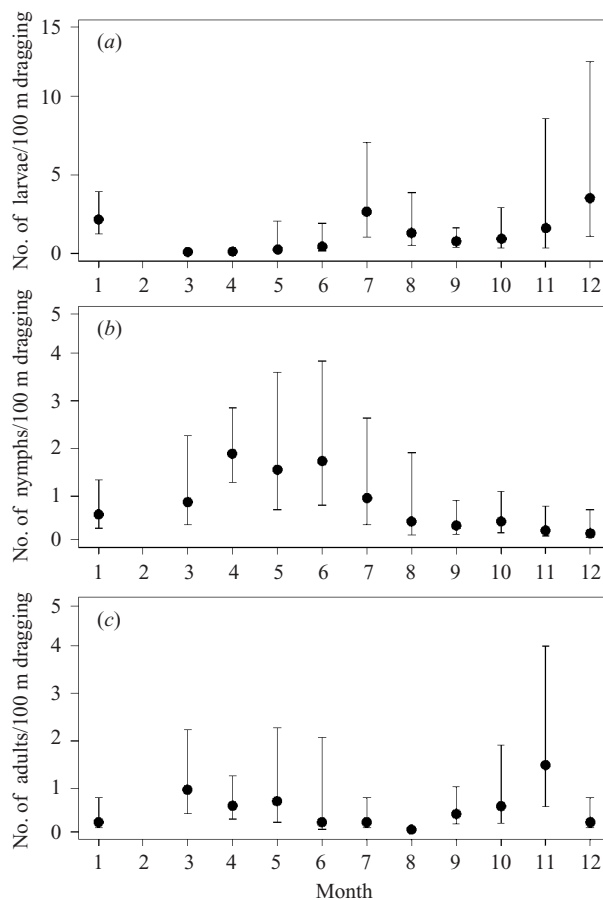 (a)
No. of larvae/100 m dragging
15
10
5
0
1 2 3 4 5 6 7 8 9 10 11 12
(b)
No. of nymphs/100 m dragging
5
4
3
2
1
0
1 2 3 4 5 6 7 8 9 10 11 12
(c)
No. of adults/100 m dragging
5
4
3
2
1
0
1 2 3 4 5 6 7 8 9 10 11 12
Month